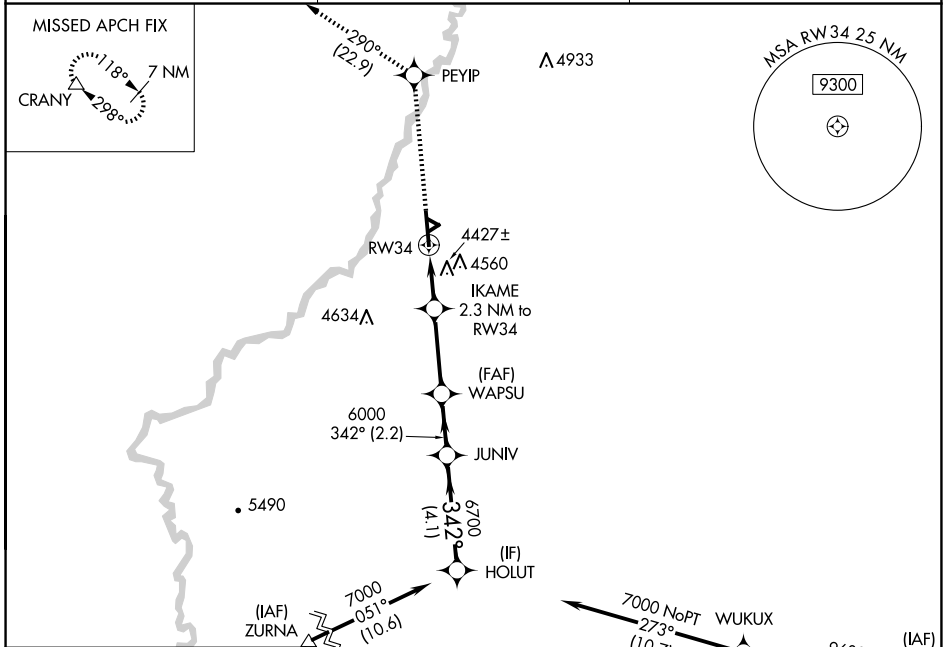 MISSED APCH FIX
118°
7 NM
CRANY
298°
290°
(22.9)
PEYIP
4933
MSA RW34 25 NM
9300
RW34
4427±
4560
IKAME
2.3 NM to
RW34
4634
(FAF)
WAPSU
6000
342° (2.2)
JUNIV
5490
6700
342°
(4.1)
(IF)
HOLUT
7000
051°
(10.6)
(IAF)
ZURNA
7000 NoPT
273°
WUKUX
(IAF)